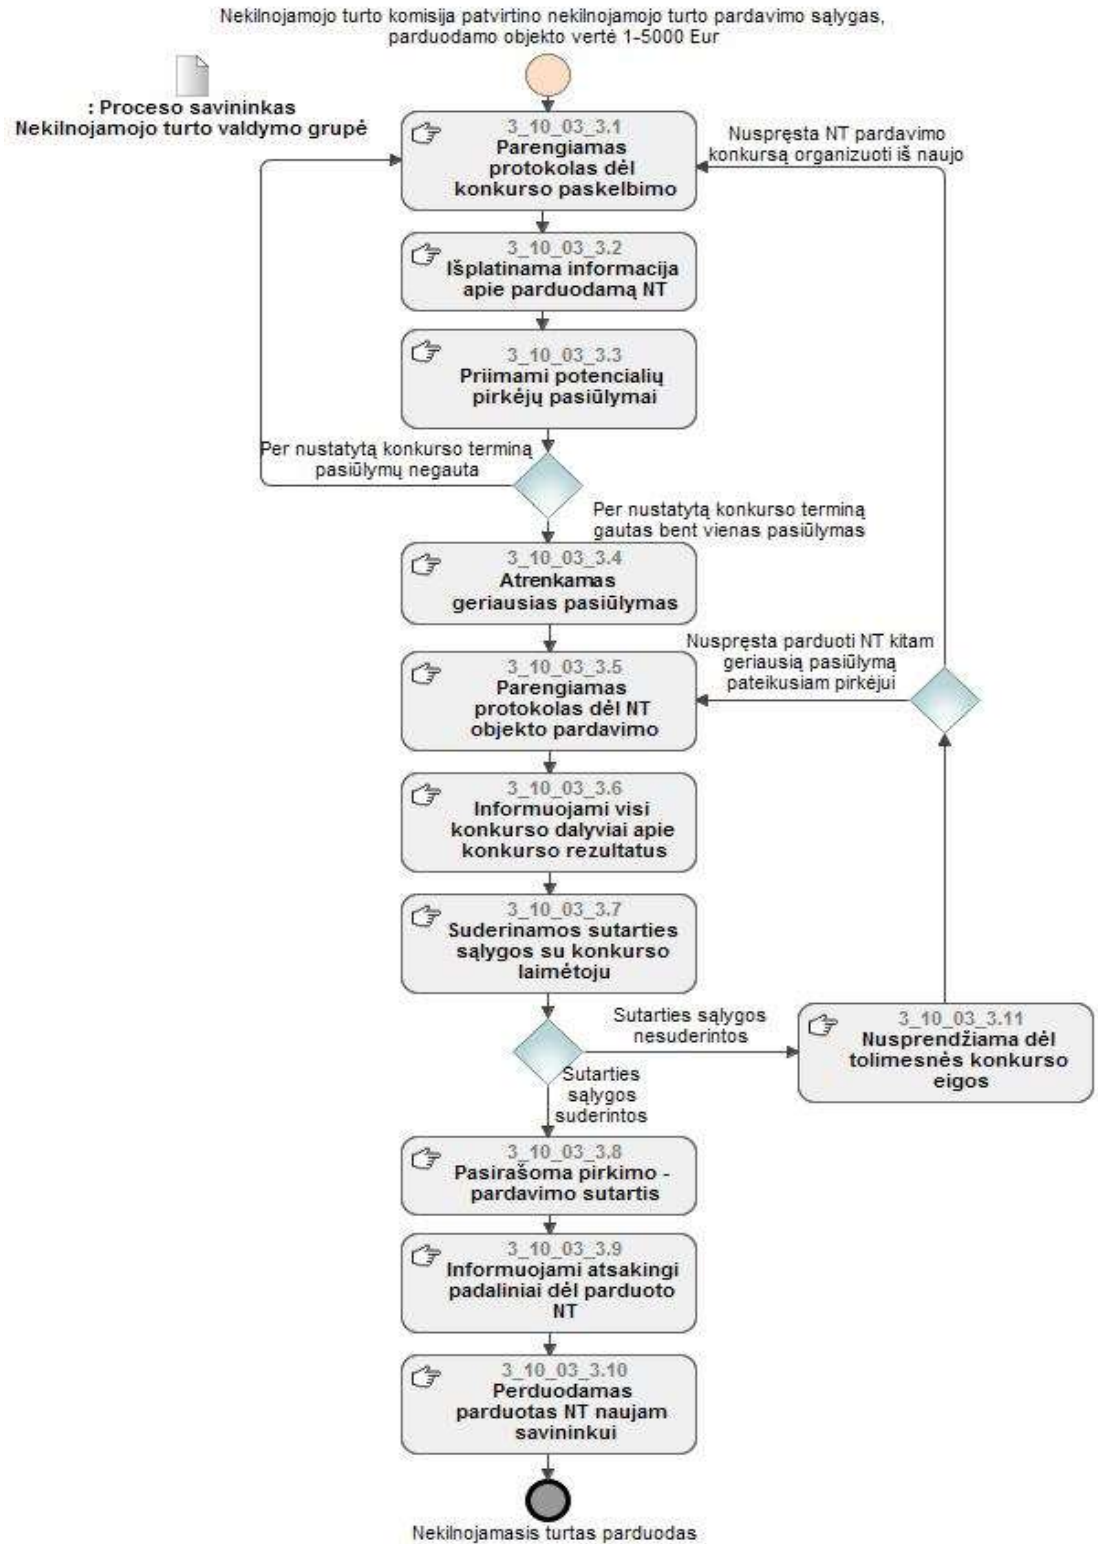 Nekilnojamojo turto komisija patvirtino nekilnojamojo turto pardavimo sąlygas,
parduodamo objekto vertė 1-5000 Eur
: Proceso savininkas
Nekilnojamojo turto valdymo grupė
3_10_03_3.1
Parengiamas
protokolas dėl
konkurso paskelbimo
Nuspręsta NT pardavimo
konkursą organizuoti iš naujo
3_10_03_3.2
Išplatinama informacija
apie parduodamą NT
3_10_03_3.3
Priimami potencialių
pirkėjų pasiūlymai
Per nustatytą konkurso terminą
pasiūlymų negauta
Per nustatytą konkurso terminą
gautas bent vienas pasiūlymas
3_10_03_3.4
Atrenkamas
geriausias pasiūlymas
Nuspręsta parduoti NT kitam
geriausią pasiūlymą
pateikusiam pirkėjui
3_10_03_3.5
Parengiamas
protokolas dėl NT
objekto pardavimo
3_10_03_3.6
Informuojami visi
konkurso dalyviai apie
konkurso rezultatus
3_10_03_3.7
Suderinamos sutarties
sąlygos su konkurso
laimėtoju
Sutarties sąlygos
nesuderintos
3_10_03_3.11
Nusprendžiama dėl
tolimesnės konkurso
eigos
Sutarties
sąlygos
suderintos
3_10_03_3.8
Pasirašoma pirkimo -
pardavimo sutartis
3_10_03_3.9
Informuojami atsakingi
padaliniai dėl parduoto
NT
3_10_03_3.10
Perduodamas
parduotas NT naujam
savininkui
Nekilnojamasis turtas parduodas